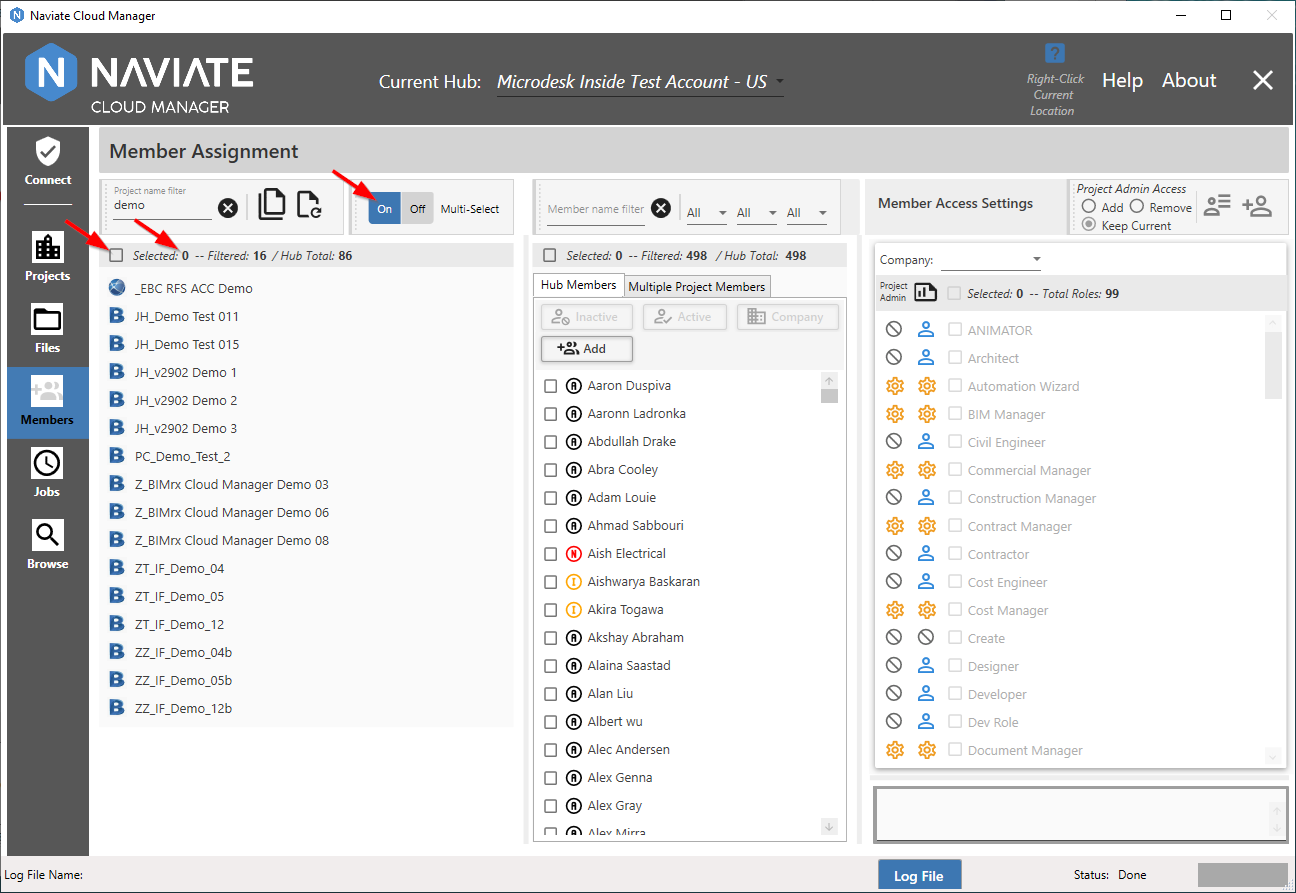 Naviate Cloud Manager
NAVIATE
CLOUD MANAGER
Current Hub: Microdesk Inside Test Account - US
?
Right-Click
Current
Location
Help About
Member Assignment
Connect
Projects
Files
Members
Jobs
Browse
Project name filter
demo
On Off Multi-Select
Selected: 0 -- Filtered: 16 / Hub Total: 86
_EBC RFS ACC Demo
JH_Demo Test 011
JH_Demo Test 015
JH_v2902 Demo 1
JH_v2902 Demo 2
JH_v2902 Demo 3
PC_Demo_Test_2
Z_BIMrx Cloud Manager Demo 03
Z_BIMrx Cloud Manager Demo 06
Z_BIMrx Cloud Manager Demo 08
ZT_IF_Demo_04
ZT_IF_Demo_05
ZT_IF_Demo_12
ZZ_IF_Demo_04b
ZZ_IF_Demo_05b
ZZ_IF_Demo_12b
Member name filter All All All
Selected: 0 -- Filtered: 498 / Hub Total: 498
Hub Members Multiple Project Members
Inactive Active Company
Add
Aaron Duspiva
Aaronn Ladronka
Abdullah Drake
Abra Cooley
Adam Louie
Ahmad Sabbouri
Aish Electrical
Aishwarya Baskaran
Akira Togawa
Akshay Abraham
Alaina Saastad
Alan Liu
Albert wu
Alec Andersen
Alex Genna
Alex Gray
Alex Mirra
Member Access Settings
Project Admin Access
Add Remove
Keep Current
Company:
Project
Admin
Selected: 0 -- Total Roles: 99
ANIMATOR
Architect
Automation Wizard
BIM Manager
Civil Engineer
Commercial Manager
Construction Manager
Contract Manager
Contractor
Cost Engineer
Cost Manager
Create
Designer
Developer
Dev Role
Document Manager
Log File Name:
Log File
Status: Done